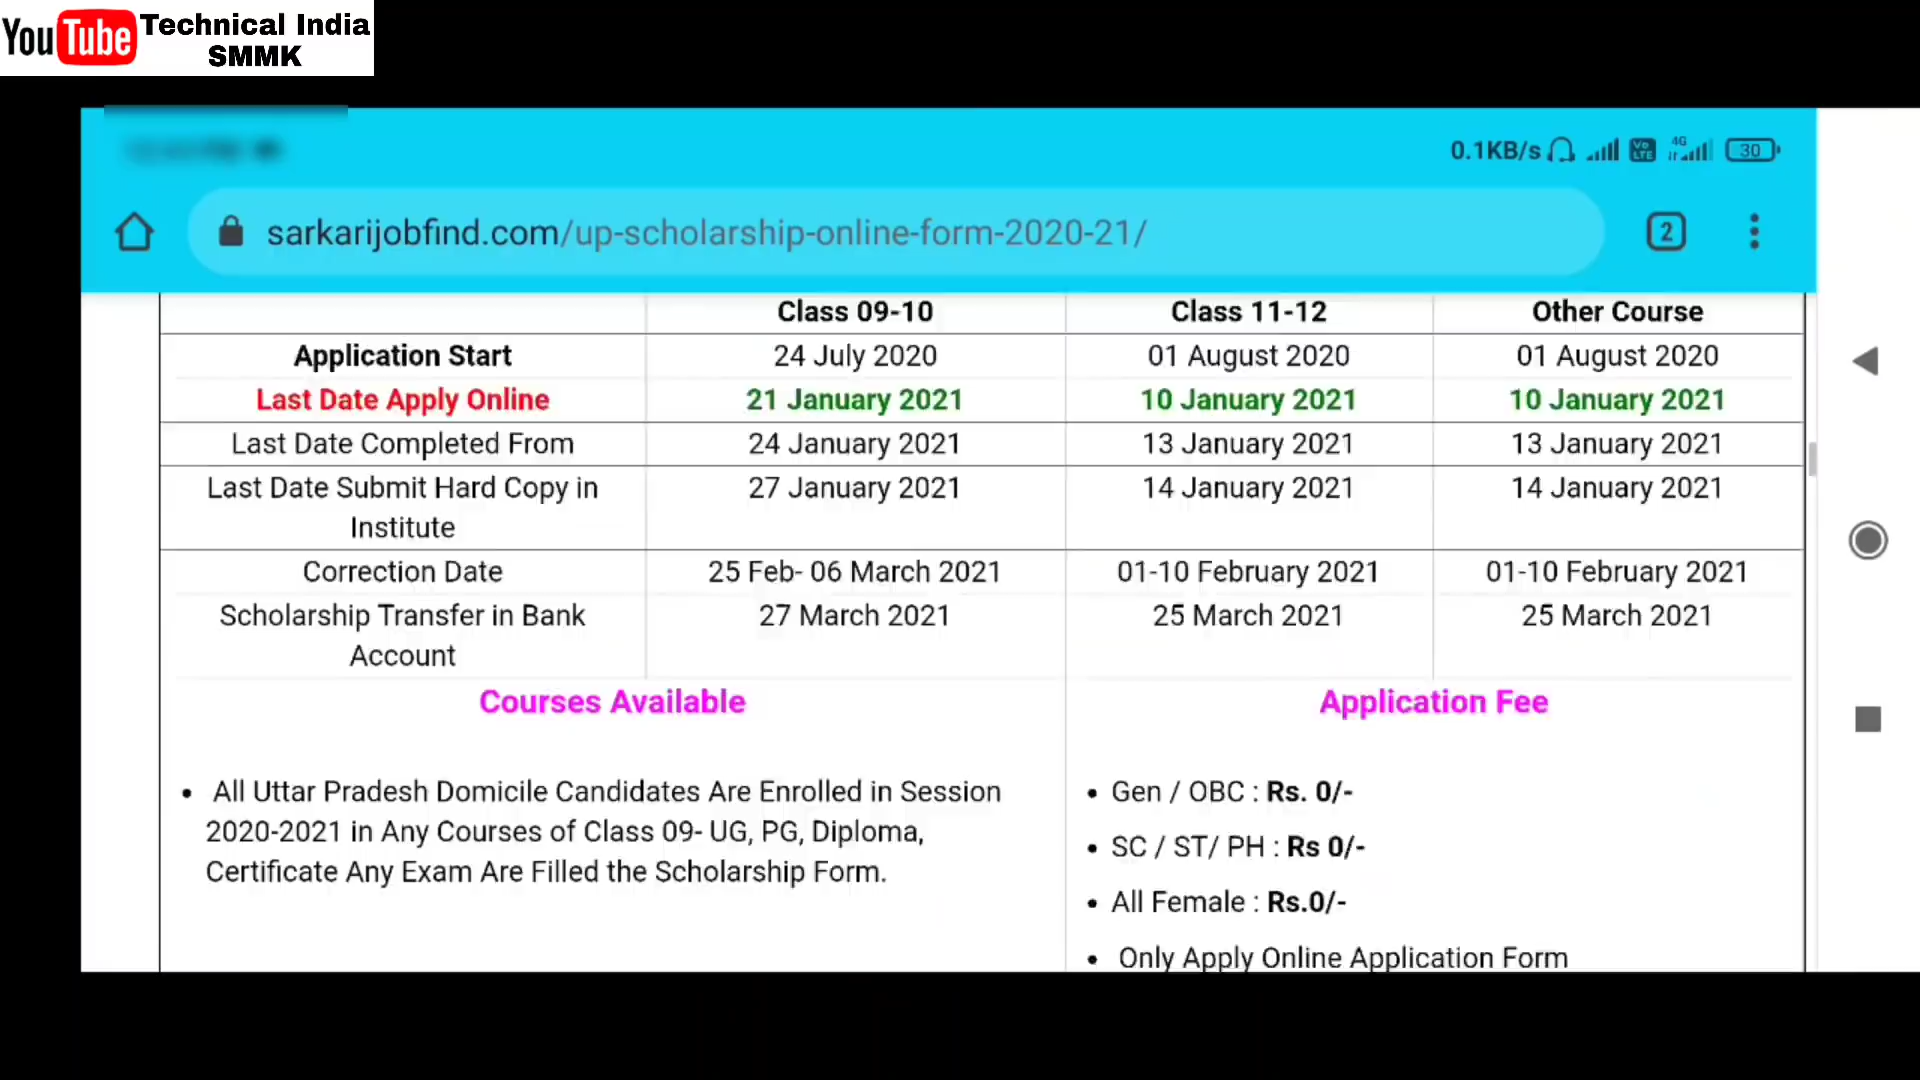 YouTube Technical India
SMMK
0.1KB/s Vo LTE 4G 30
sarkarijobfind.com/up-scholarship-online-form-2020-21/ 2
Class 09-10 Class 11-12 Other Course
Application Start 24 July 2020 01 August 2020 01 August 2020
Last Date Apply Online 21 January 2021 10 January 2021 10 January 2021
Last Date Completed From 24 January 2021 13 January 2021 13 January 2021
Last Date Submit Hard Copy in 27 January 2021 14 January 2021 14 January 2021
Institute
Correction Date 25 Feb- 06 March 2021 01-10 February 2021 01-10 February 2021
Scholarship Transfer in Bank 27 March 2021 25 March 2021 25 March 2021
Account
Courses Available
• All Uttar Pradesh Domicile Candidates Are Enrolled in Session
2020-2021 in Any Courses of Class 09- UG, PG, Diploma,
Certificate Any Exam Are Filled the Scholarship Form.
Application Fee
• Gen / OBC : Rs. 0/-
• SC / ST/ PH : Rs 0/-
• All Female : Rs.0/-
• Only Apply Online Application Form